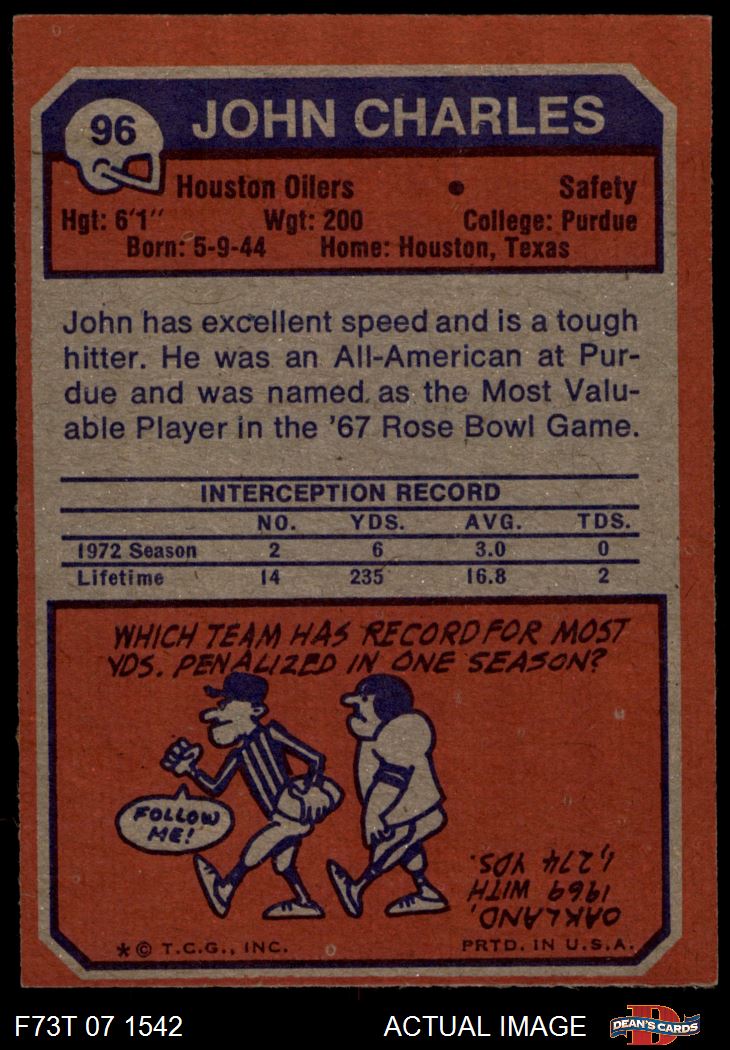 96
JOHN CHARLES
Houston Oilers • Safety
Hgt: 6'1" Wgt: 200 College: Purdue
Born: 5-9-44 Home: Houston, Texas
John has excellent speed and is a tough
hitter. He was an All-American at Pur-
due and was named as the Most Valu-
able Player in the '67 Rose Bowl Game.
INTERCEPTION RECORD
NO. YDS. AVG. TDS.
1972 Season 2 6 3.0 0
Lifetime 14 235 16.8 2
WHICH TEAM HAS RECORD FOR MOST
YDS. PENALIZED IN ONE SEASON?
FOLLOW
ME!
OAKLAND,
1969 WITH
1,274 YDS.
* © T.C.G., INC. PRTD. IN U.S.A.
F73T 07 1542 ACTUAL IMAGE
D
DEAN'S CARDS